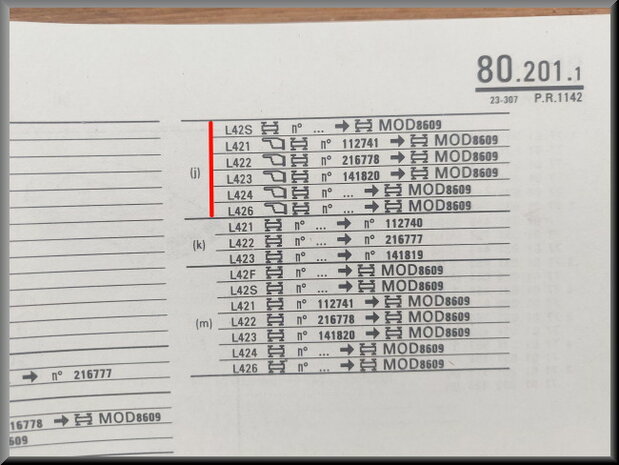 80.201.1
23-307 P.R.1142
(j)
L42S n° ... → MOD8609
L421 n° 112741 → MOD8609
L422 n° 216778 → MOD8609
L423 n° 141820 → MOD8609
L424 n° ... → MOD8609
L426 n° ... → MOD8609
(k)
L421 n° ... → n° 112740
L422 n° ... → n° 216777
L423 n° ... → n° 141819
(m)
L42F n° ... → MOD8609
L42S n° ... → MOD8609
L421 n° 112741 → MOD8609
L422 n° 216778 → MOD8609
L423 n° 141820 → MOD8609
L424 n° ... → MOD8609
L426 n° ... → MOD8609
→ n° 216777
16778 → MOD8609
609